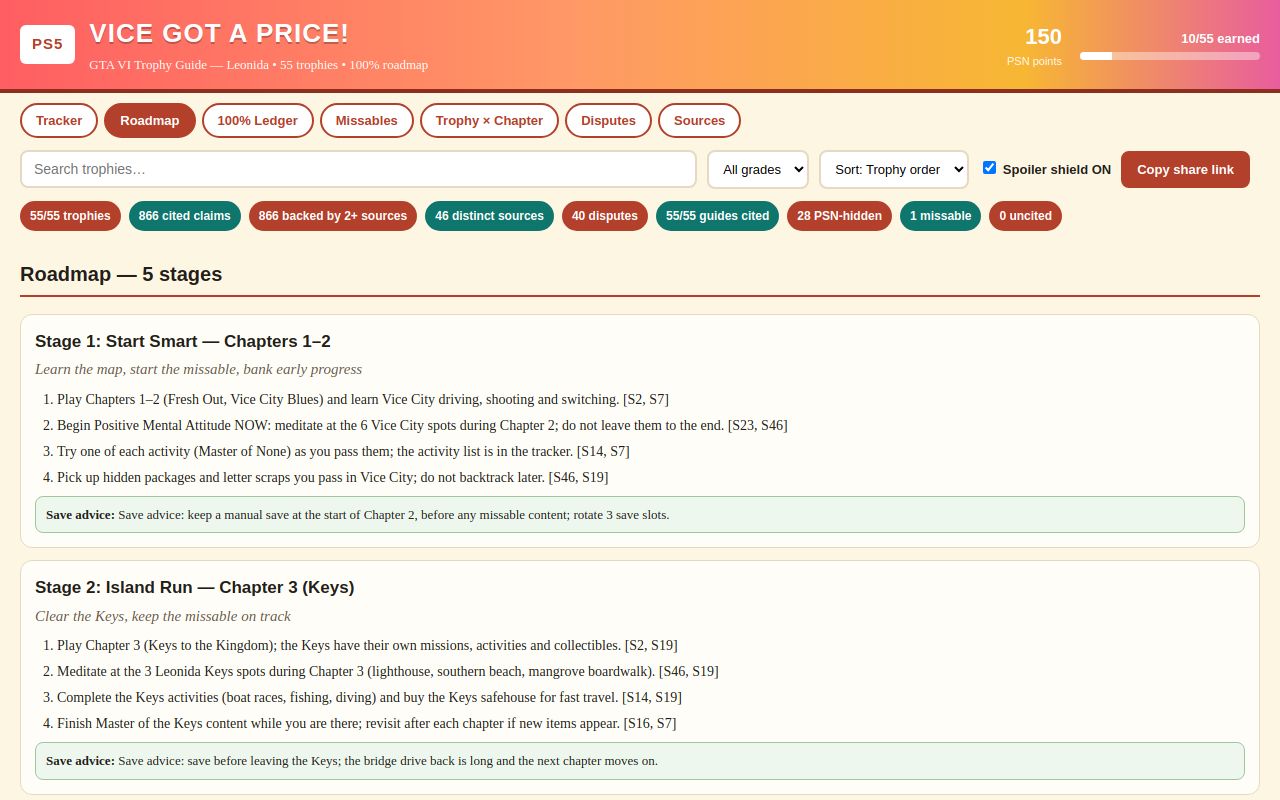 PS5
VICE GOT A PRICE!
GTA VI Trophy Guide — Leonida • 55 trophies • 100% roadmap
150
PSN points
10/55 earned
Tracker
Roadmap
100% Ledger
Missables
Trophy × Chapter
Disputes
Sources
Search trophies…
All grades
Sort: Trophy order
Spoiler shield ON
Copy share link
55/55 trophies
866 cited claims
866 backed by 2+ sources
46 distinct sources
40 disputes
55/55 guides cited
28 PSN-hidden
1 missable
0 uncited
Roadmap — 5 stages
Stage 1: Start Smart — Chapters 1–2
Learn the map, start the missable, bank early progress
1. Play Chapters 1–2 (Fresh Out, Vice City Blues) and learn Vice City driving, shooting and switching. [S2, S7]
2. Begin Positive Mental Attitude NOW: meditate at the 6 Vice City spots during Chapter 2; do not leave them to the end. [S23, S46]
3. Try one of each activity (Master of None) as you pass them; the activity list is in the tracker. [S14, S7]
4. Pick up hidden packages and letter scraps you pass in Vice City; do not backtrack later. [S46, S19]
Save advice: Save advice: keep a manual save at the start of Chapter 2, before any missable content; rotate 3 save slots.
Stage 2: Island Run — Chapter 3 (Keys)
Clear the Keys, keep the missable on track
1. Play Chapter 3 (Keys to the Kingdom); the Keys have their own missions, activities and collectibles. [S2, S19]
2. Meditate at the 3 Leonida Keys spots during Chapter 3 (lighthouse, southern beach, mangrove boardwalk). [S46, S19]
3. Complete the Keys activities (boat races, fishing, diving) and buy the Keys safehouse for fast travel. [S14, S19]
4. Finish Master of the Keys content while you are there; revisit after each chapter if new items appear. [S16, S7]
Save advice: Save advice: save before leaving the Keys; the bridge drive back is long and the next chapter moves on.